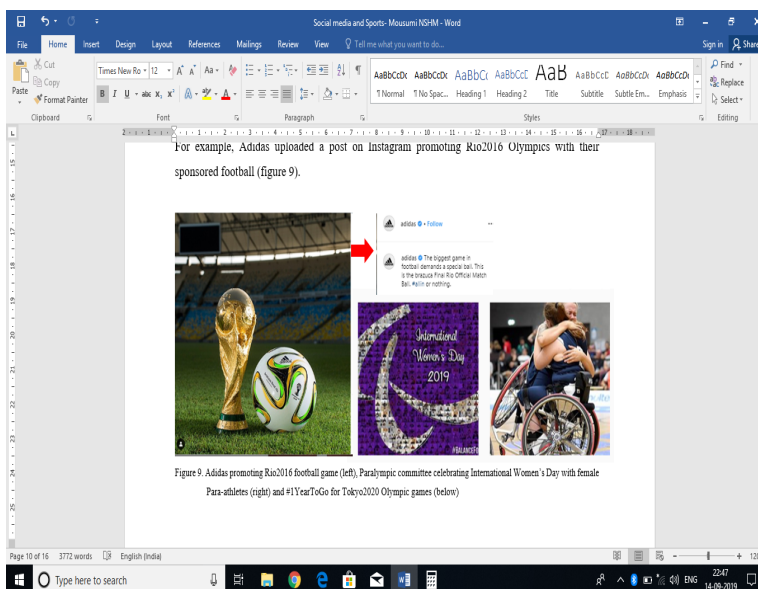 Social media and Sports- Mousumi NSHM - Word
File Home Insert Design Layout References Mailings Review View Tell me what you want to do... Sign in Share
Cut
Copy
Format Painter
Paste
Times New Ro 12
Clipboard Font Paragraph Styles Editing
AaBbCcDc AaBbCcDc AaBbCc AaBbCcC AaB AaBbCcC AaBbCcDc AaBbCcDc
¶ Normal ¶ No Spac... Heading 1 Heading 2 Title Subtitle Subtle Em... Emphasis
Find
Replace
Select
For example, Adidas uploaded a post on Instagram promoting Rio2016 Olympics with their
sponsored football (figure 9).
adidas • Follow
adidas The biggest game in
football demands a special ball. This
is the brazuca Final Rio Official Match
Ball. #allin or nothing.
International
Women's Day
2019
#BALANCEFO
Figure 9. Adidas promoting Rio2016 football game (left), Paralympic committee celebrating International Women's Day with female
Para-athletes (right) and #1YearToGo for Tokyo2020 Olympic games (below)
Page 10 of 16 3772 words English (India) 120
Type here to search
ENG
22:47
14-09-2019